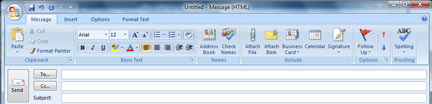 Untitled - Message (HTML)
Message Insert Options Format Text
Paste Cut Copy Format Painter
Clipboard
Arial 12 A A
B I U
Basic Text
Address Book Check Names
Names
Attach File Attach Item Business Card Calendar Signature
Include
Follow Up
Options
ABC Spelling
Proofing
Send
To...
Cc...
Subject: